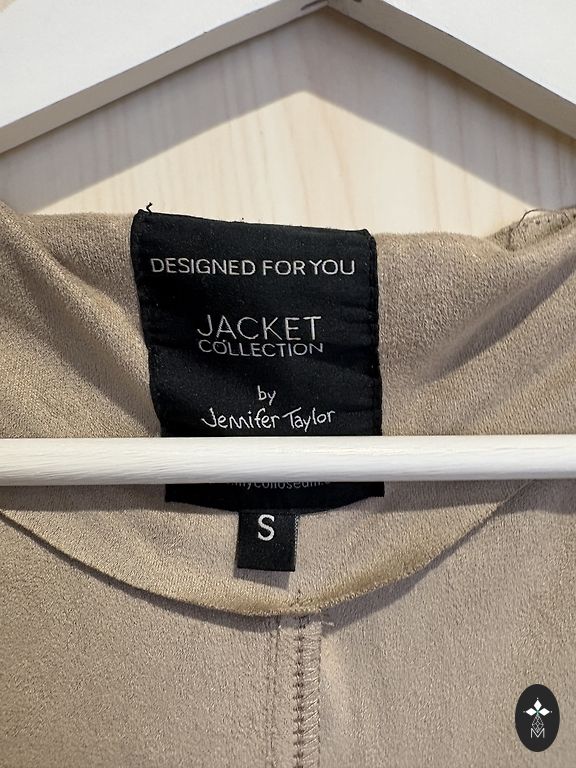 DESIGNED FOR YOU
JACKET
COLLECTION
by
Jennifer Taylor
S
M